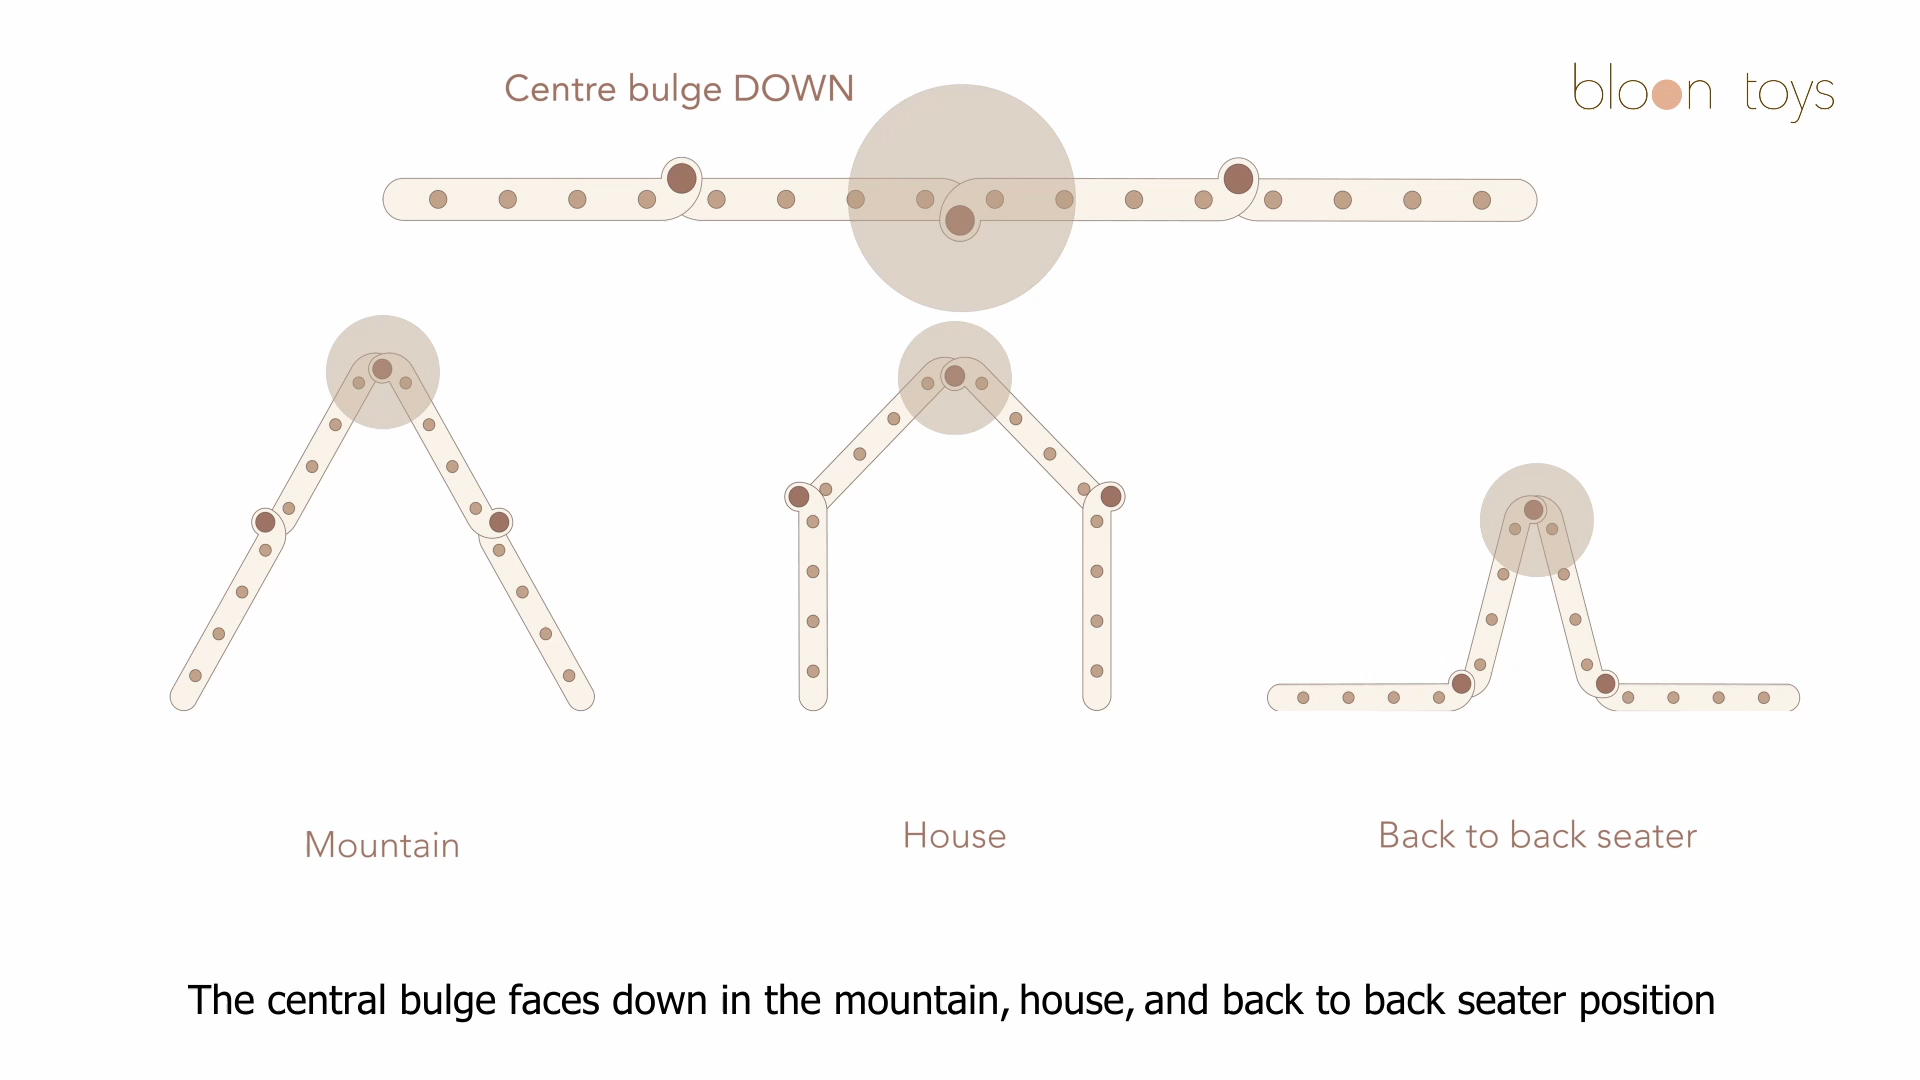 Centre bulge DOWN
bloon toys
Mountain
House
Back to back seater
The central bulge faces down in the mountain, house, and back to back seater position